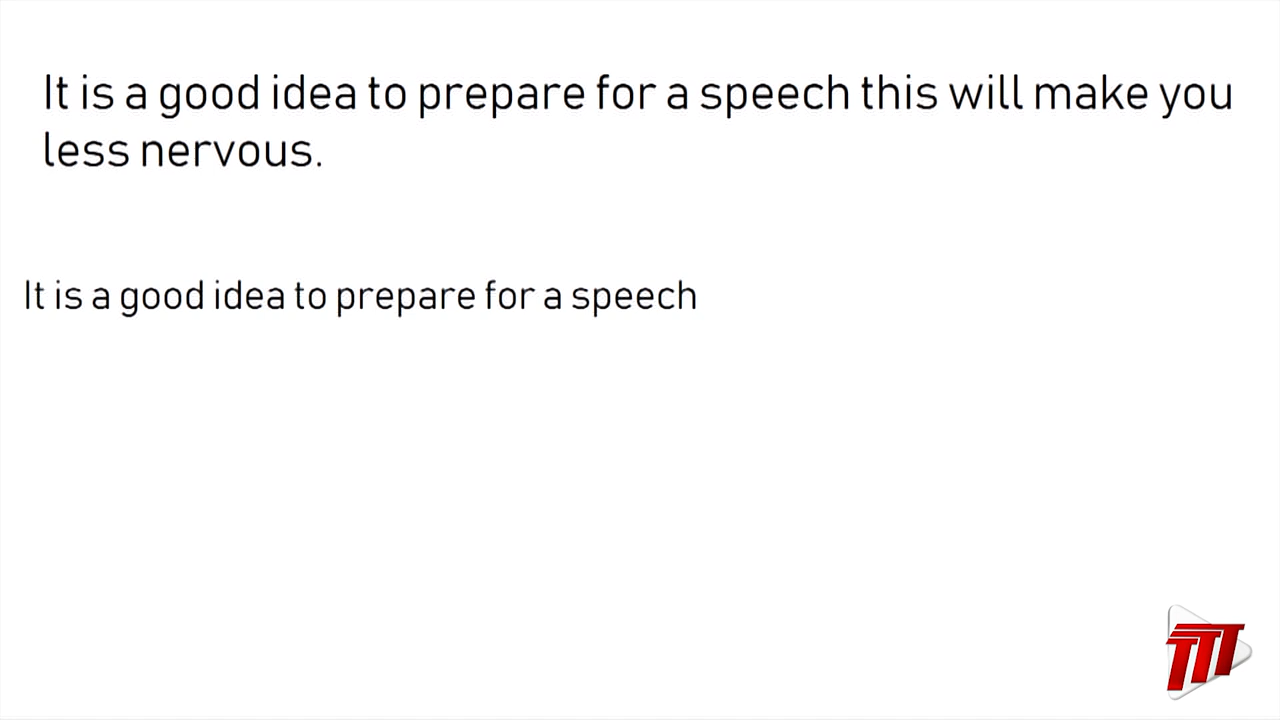 It is a good idea to prepare for a speech this will make you
less nervous.
It is a good idea to prepare for a speech
TTT